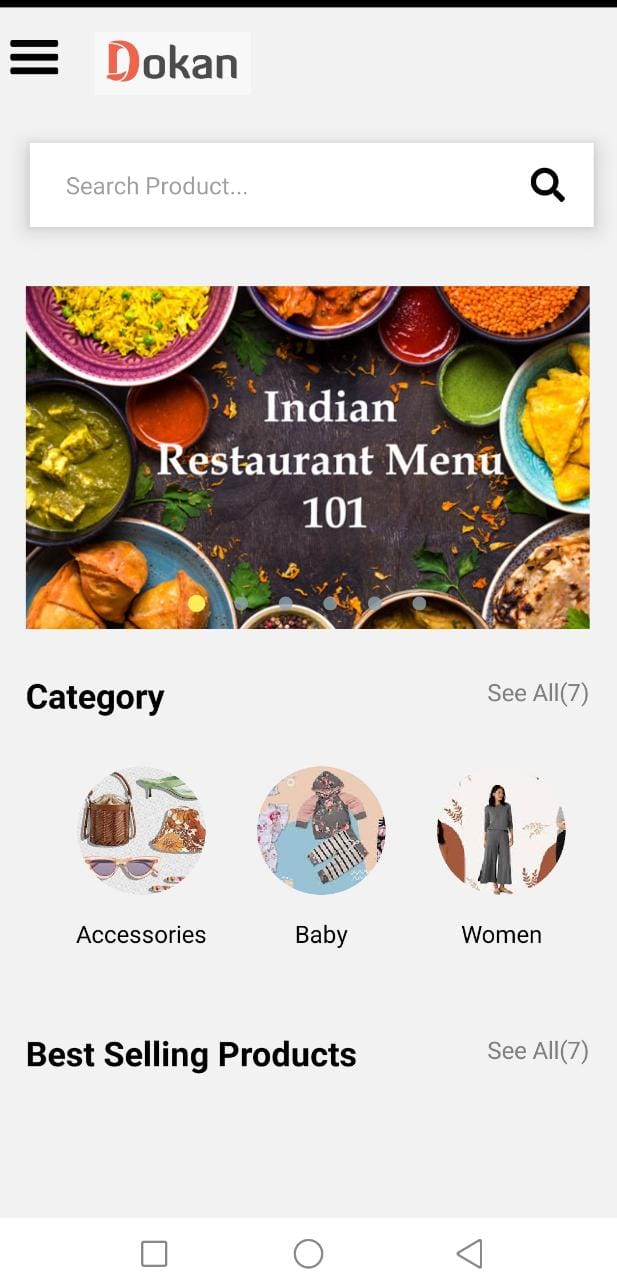 Dokan
Search Product...
Indian
Restaurant Menu
101
Category
See All(7)
Accessories
Baby
Women
Best Selling Products
See All(7)